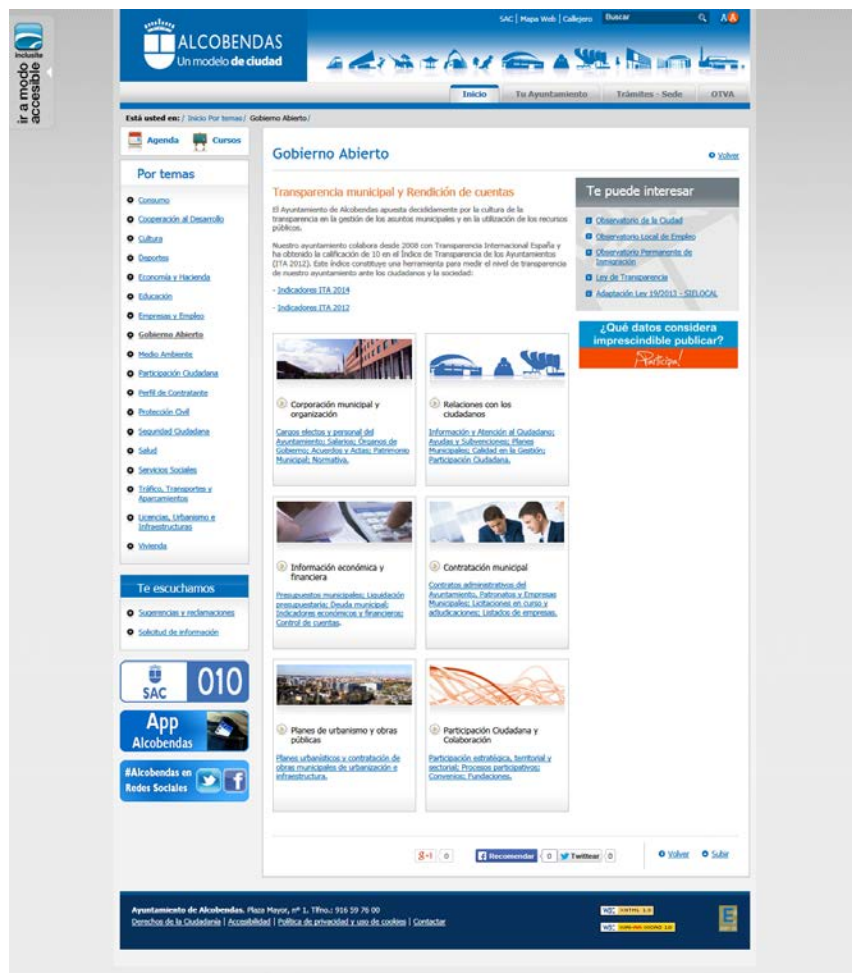 inclusite
ir a modo
accesible
ALCOBENDAS
Un modelo de ciudad
SAC | Mapa Web | Callejero
Buscar
A A
Inicio
Tu Ayuntamiento
Trámites - Sede
OTVA
Está usted en: / Inicio Por temas/ Gobierno Abierto/
Agenda
Cursos
Por temas
Consumo
Cooperación al Desarrollo
Cultura
Deportes
Economía y Hacienda
Educación
Empresas y Empleo
Gobierno Abierto
Medio Ambiente
Participación Ciudadana
Perfil de Contratante
Protección Civil
Seguridad Ciudadana
Salud
Servicios Sociales
Tráfico, Transportes y
Aparcamientos
Licencias, Urbanismo e
Infraestructuras
Vivienda
Te escuchamos
Sugerencias y reclamaciones
Solicitud de información
SAC 010
App
Alcobendas
#Alcobendas en
Redes Sociales
Gobierno Abierto
Volver
Transparencia municipal y Rendición de cuentas
El Ayuntamiento de Alcobendas apuesta decididamente por la cultura de la
transparencia en la gestión de los asuntos municipales y en la utilización de los recursos
públicos.
Nuestro ayuntamiento colabora desde 2008 con Transparencia Internacional España y
ha obtenido la calificación de 10 en el Índice de Transparencia de los Ayuntamientos
(ITA 2012). Este índice constituye una herramienta para medir el nivel de transparencia
de nuestro ayuntamiento ante los ciudadanos y la sociedad:
- Indicadores ITA 2014
- Indicadores ITA 2012
Corporación municipal y
organización
Cargos electos y personal del
Ayuntamiento; Salarios; Órganos de
Gobierno; Acuerdos y Actas; Patrimonio
Municipal; Normativa.
Relaciones con los
ciudadanos
Información y Atención al Ciudadano;
Ayudas y Subvenciones; Planes
Municipales; Calidad en la Gestión;
Participación Ciudadana.
Información económica y
financiera
Presupuestos municipales; Liquidación
presupuestaria; Deuda municipal;
Indicadores económicos y financieros;
Control de cuentas.
Contratación municipal
Contratos administrativos del
Ayuntamiento, Patronatos y Empresas
Municipales; Licitaciones en curso y
adjudicaciones; Listados de empresas.
Planes de urbanismo y obras
públicas
Planes urbanísticos y contratación de
obras municipales de urbanización e
infraestructura.
Participación Ciudadana y
Colaboración
Participación estratégica, territorial y
sectorial; Procesos participativos;
Convenios; Fundaciones.
Te puede interesar
Observatorio de la Ciudad
Observatorio Local de Empleo
Observatorio Permanente de
Inmigración
Ley de Transparencia
Adaptación Ley 19/2013 - SIELOCAL
¿Qué datos considera
imprescindible publicar?
¡Participa!
g+1 0
Recomendar 0
Twittear 0
Volver
Subir
Ayuntamiento de Alcobendas. Plaza Mayor, nº 1. Tlfno.: 916 59 76 00
Derechos de la Ciudadanía | Accesibilidad | Política de privacidad y uso de cookies | Contactar
W3C XHTML 1.0
W3C